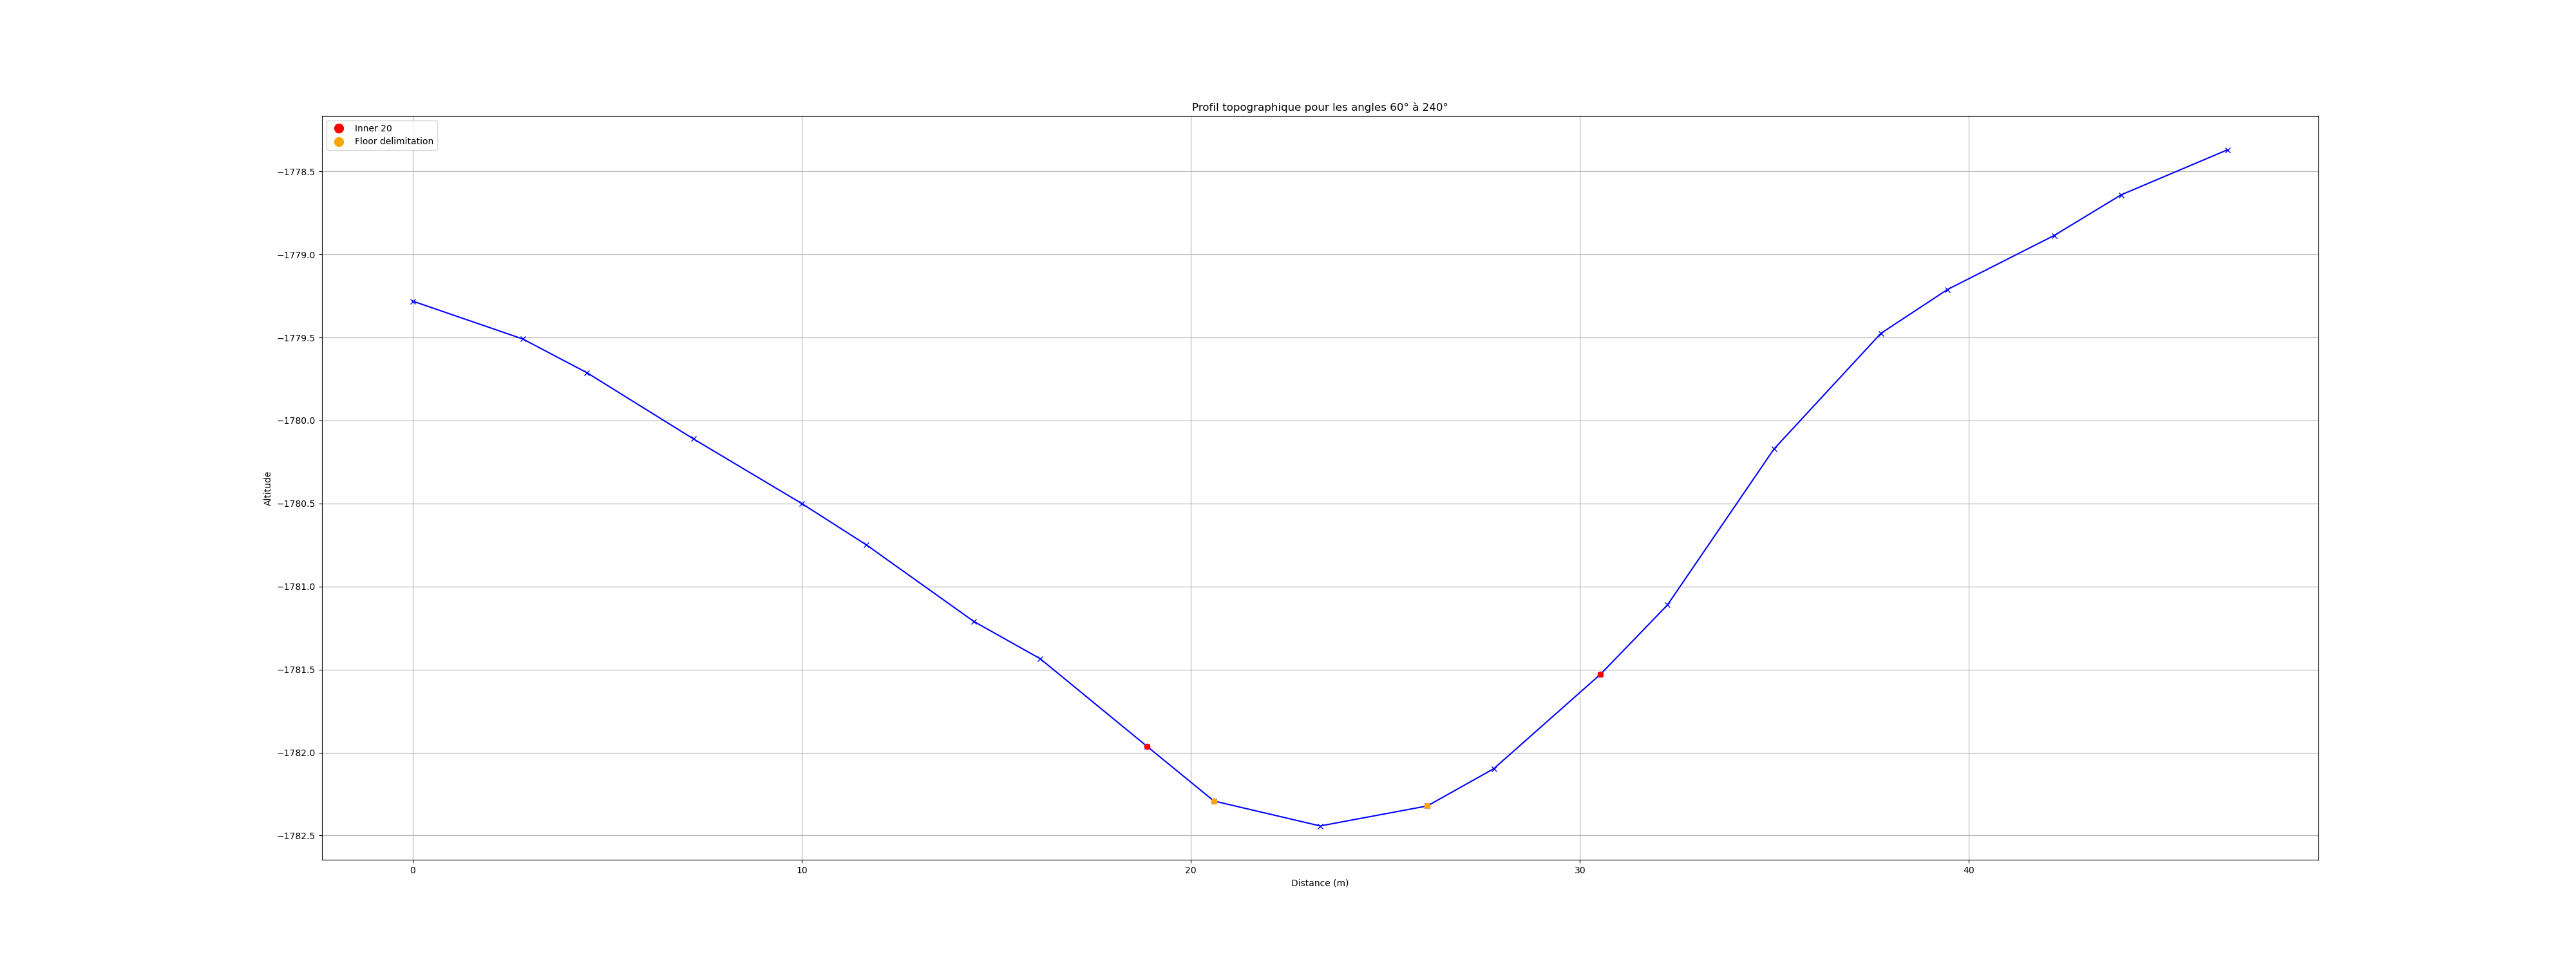 Profil topographique pour les angles 60° à 240°
Inner 20
Floor delimitation
−1778.5
−1779.0
−1779.5
−1780.0
−1780.5
−1781.0
−1781.5
−1782.0
−1782.5
Altitude
0 10 20 30 40
Distance (m)